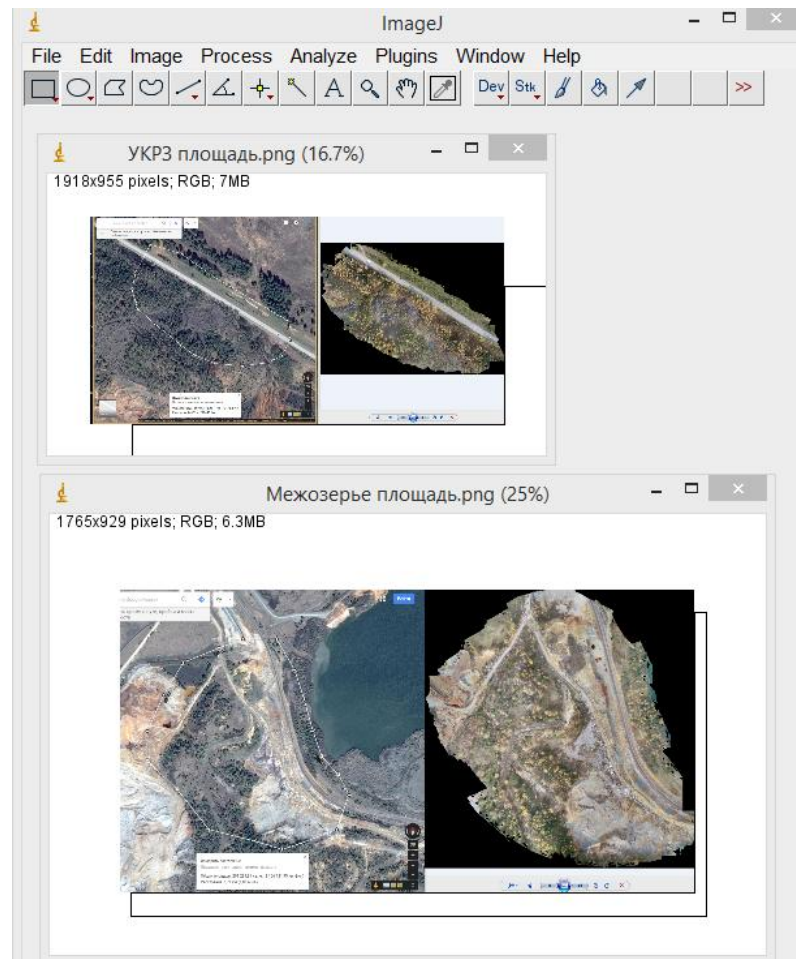 ImageJ
File Edit Image Process Analyze Plugins Window Help
Dev Stk >>
УКРЗ площадь.png (16.7%)
1918x955 pixels; RGB; 7MB
Межозерье площадь.png (25%)
1765x929 pixels; RGB; 6.3MB